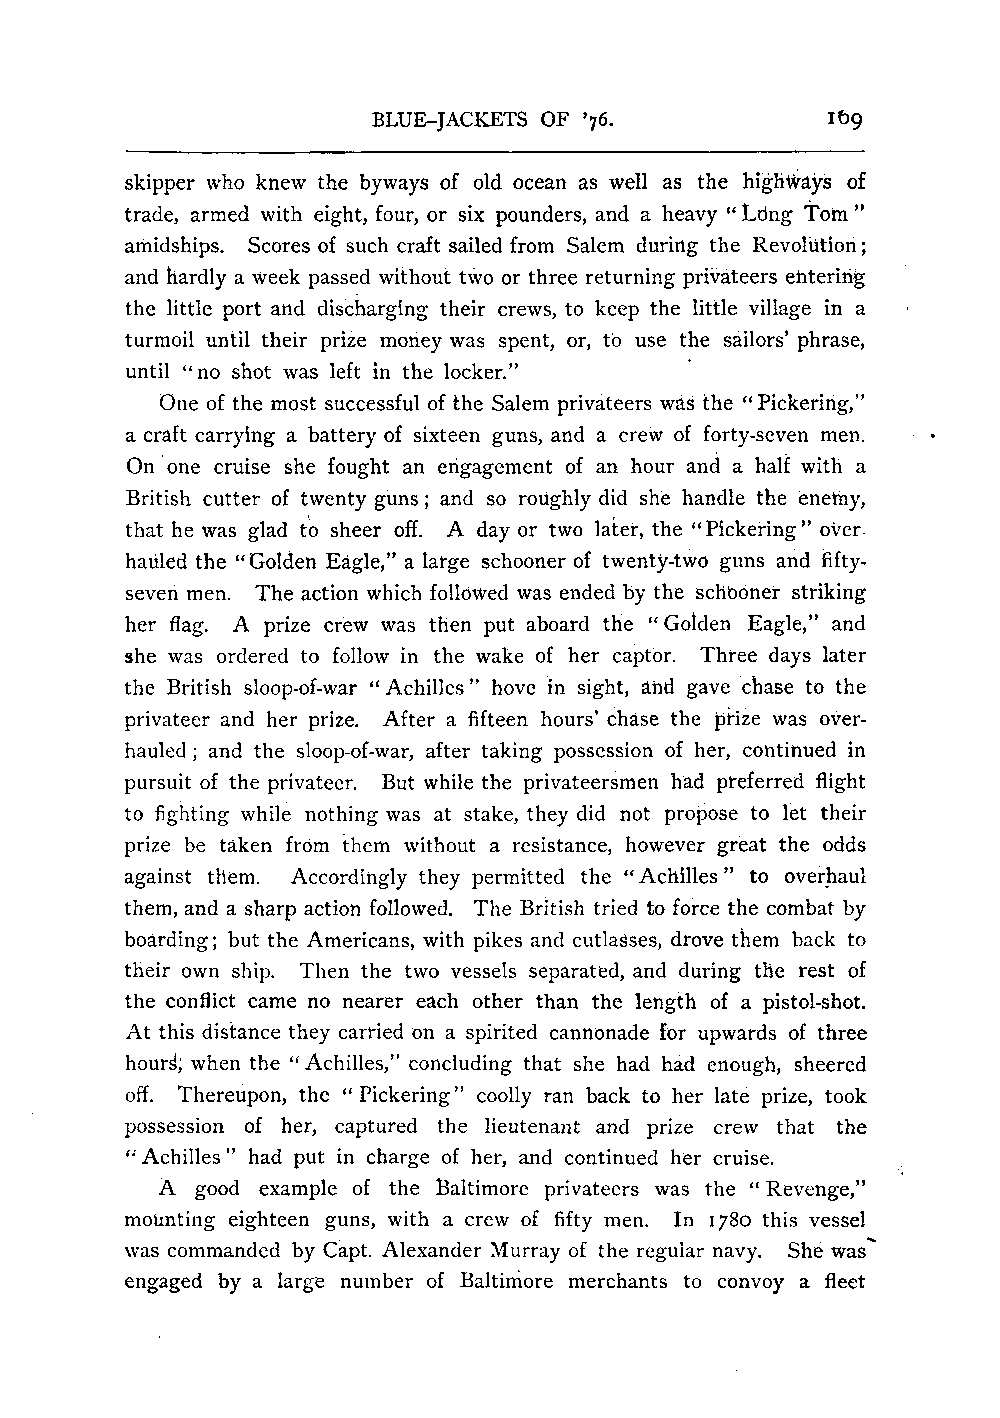 BLUE-JACKETS OF ’76. 169
skipper who knew the byways of old ocean as well as the highways of
trade, armed with eight, four, or six pounders, and a heavy “Long Tom”
amidships. Scores of such craft sailed from Salem during the Revolution;
and hardly a week passed without two or three returning privateers entering
the little port and discharging their crews, to keep the little village in a
turmoil until their prize money was spent, or, to use the sailors’ phrase,
until “no shot was left in the locker.”
One of the most successful of the Salem privateers was the “Pickering,”
a craft carrying a battery of sixteen guns, and a crew of forty-seven men.
On one cruise she fought an engagement of an hour and a half with a
British cutter of twenty guns; and so roughly did she handle the enemy,
that he was glad to sheer off. A day or two later, the “Pickering” over-
hauled the “Golden Eagle,” a large schooner of twenty-two guns and fifty-
seven men. The action which followed was ended by the schooner striking
her flag. A prize crew was then put aboard the “Golden Eagle,” and
she was ordered to follow in the wake of her captor. Three days later
the British sloop-of-war “Achilles” hove in sight, and gave chase to the
privateer and her prize. After a fifteen hours’ chase the prize was over-
hauled; and the sloop-of-war, after taking possession of her, continued in
pursuit of the privateer. But while the privateersmen had preferred flight
to fighting while nothing was at stake, they did not propose to let their
prize be taken from them without a resistance, however great the odds
against them. Accordingly they permitted the “Achilles” to overhaul
them, and a sharp action followed. The British tried to force the combat by
boarding; but the Americans, with pikes and cutlasses, drove them back to
their own ship. Then the two vessels separated, and during the rest of
the conflict came no nearer each other than the length of a pistol-shot.
At this distance they carried on a spirited cannonade for upwards of three
hours; when the “Achilles,” concluding that she had had enough, sheered
off. Thereupon, the “Pickering” coolly ran back to her late prize, took
possession of her, captured the lieutenant and prize crew that the
“Achilles” had put in charge of her, and continued her cruise.
A good example of the Baltimore privateers was the “Revenge,”
mounting eighteen guns, with a crew of fifty men. In 1780 this vessel
was commanded by Capt. Alexander Murray of the regular navy. She was
engaged by a large number of Baltimore merchants to convoy a fleet